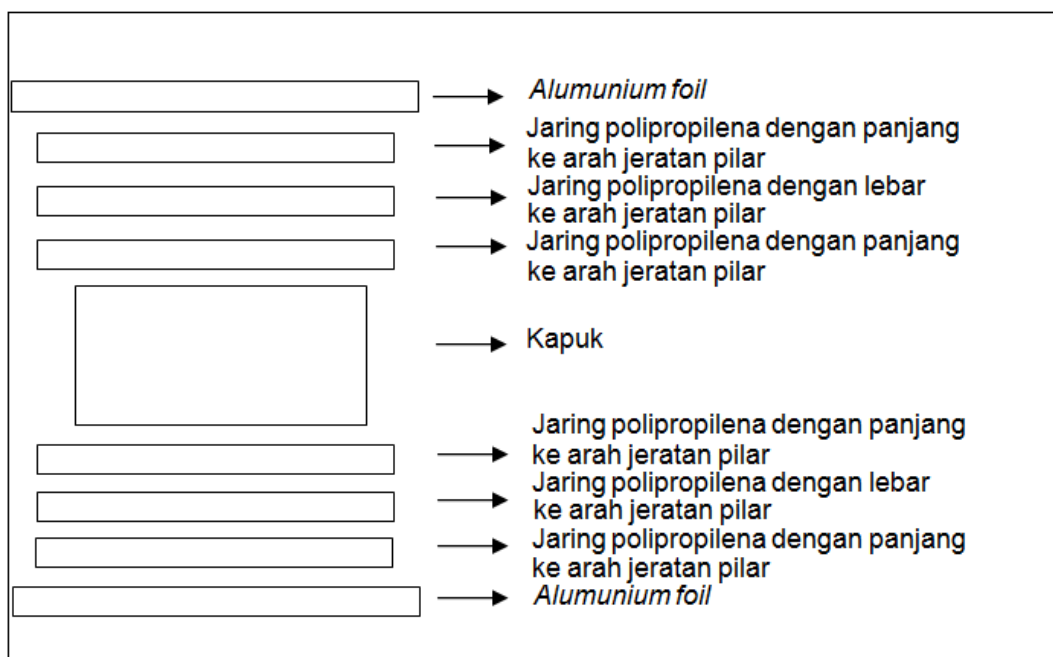 Alumunium foil
Jaring polipropilena dengan panjang
ke arah jeratan pilar
Jaring polipropilena dengan lebar
ke arah jeratan pilar
Jaring polipropilena dengan panjang
ke arah jeratan pilar
Kapuk
Jaring polipropilena dengan panjang
ke arah jeratan pilar
Jaring polipropilena dengan lebar
ke arah jeratan pilar
Jaring polipropilena dengan panjang
ke arah jeratan pilar
Alumunium foil